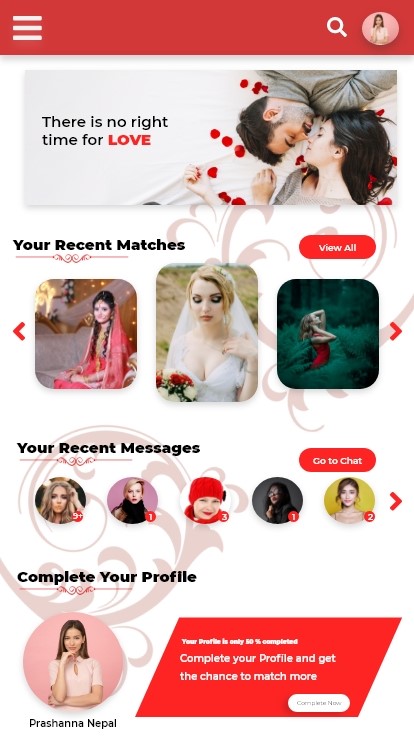 There is no right
time for LOVE
Your Recent Matches
View All
Your Recent Messages
Go to Chat
9+
1
3
1
2
Complete Your Profile
Your Profile is only 50 % completed
Complete your Profile and get
the chance to match more
Complete Now
Prashanna Nepal